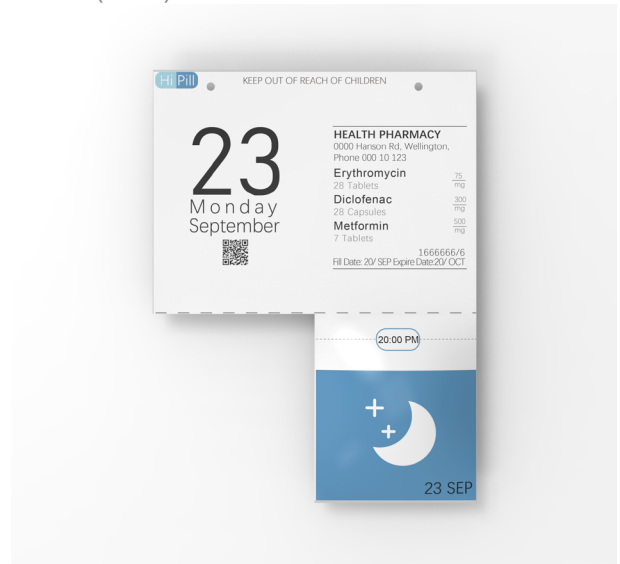 Hi Pill
KEEP OUT OF REACH OF CHILDREN
23
Monday
September
HEALTH PHARMACY
0000 Hanson Rd, Wellington,
Phone 000 10 123
Erythromycin 75 mg
28 Tablets
Diclofenac 300 mg
28 Capsules
Metformin 500 mg
7 Tablets
1666666/6
Fill Date: 20/ SEP Expire Date:20/ OCT
20:00 PM
23 SEP